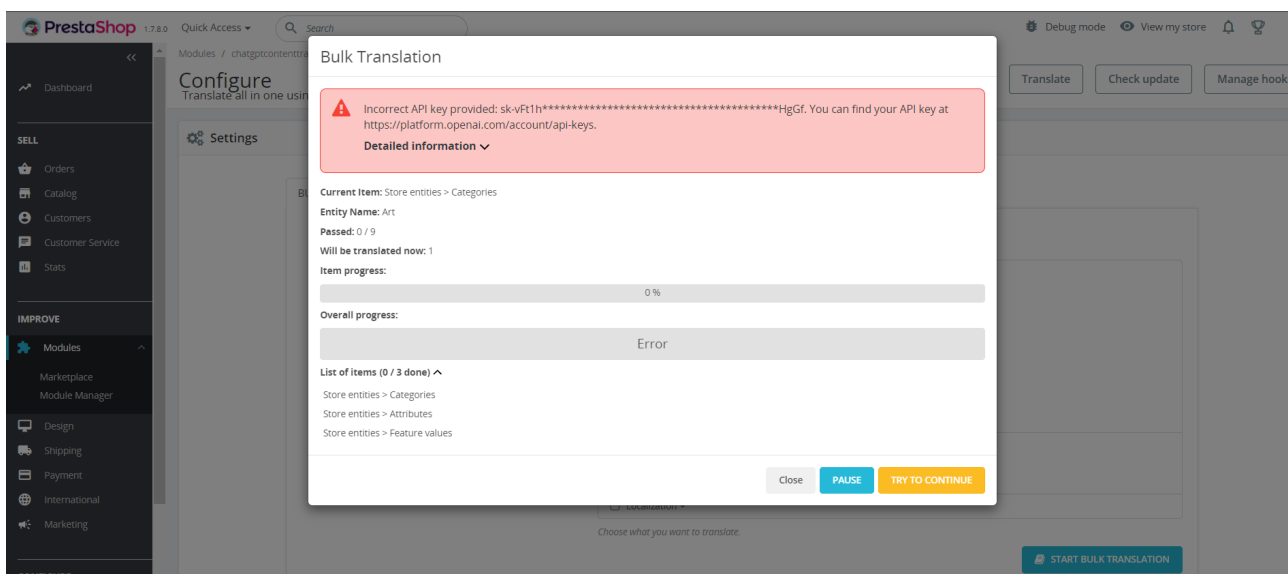 PrestaShop 1.7.8.0 Quick Access Search Debug mode View my store
Modules / chatgptcontenttra
Configure
Translate all in one usin
Translate Check update Manage hook
Dashboard
SELL
Orders
Catalog
Customers
Customer Service
Stats
IMPROVE
Modules
Marketplace
Module Manager
Design
Shipping
Payment
International
Marketing
Settings
BU
Bulk Translation
Incorrect API key provided: sk-vFt1h****************************************HgGf. You can find your API key at
https://platform.openai.com/account/api-keys.
Detailed information
Current Item: Store entities > Categories
Entity Name: Art
Passed: 0 / 9
Will be translated now: 1
Item progress:
0 %
Overall progress:
Error
List of items (0 / 3 done)
Store entities > Categories
Store entities > Attributes
Store entities > Feature values
Close PAUSE TRY TO CONTINUE
Localization
Choose what you want to translate.
START BULK TRANSLATION